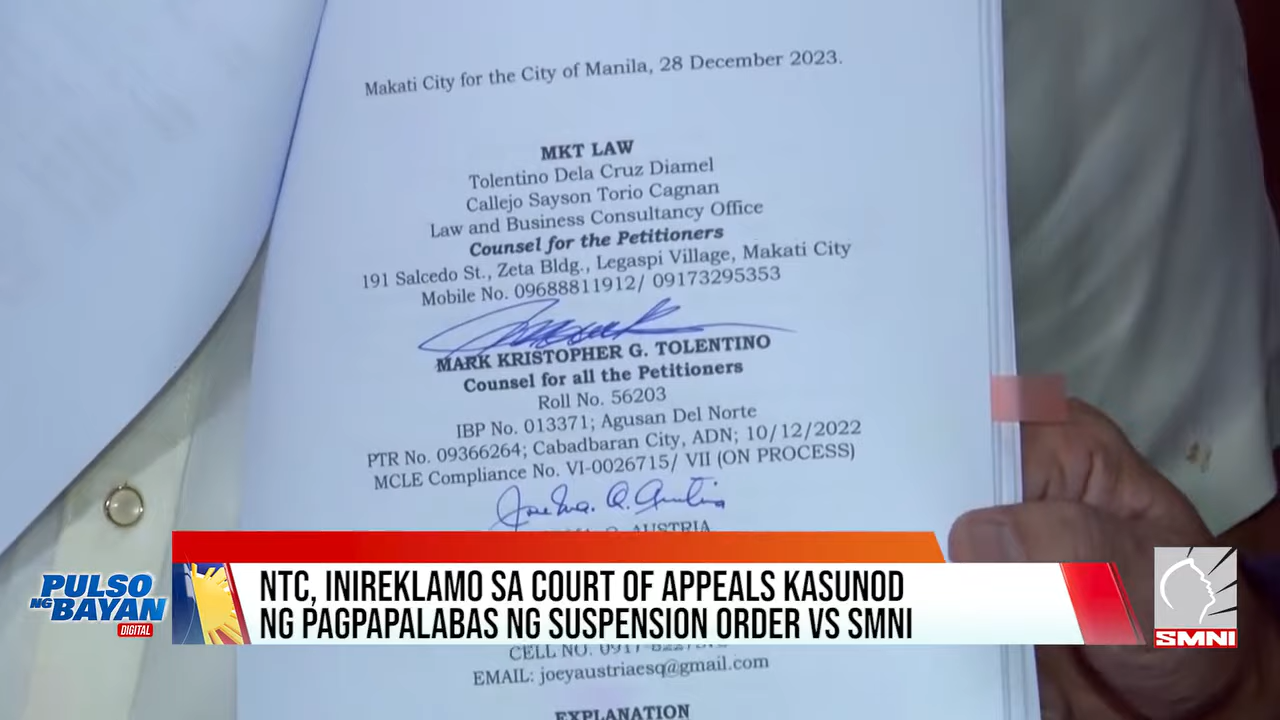 Makati City for the City of Manila, 28 December 2023.
MKT LAW
Tolentino Dela Cruz Diamel
Callejo Sayson Torio Cagnan
Law and Business Consultancy Office
Counsel for the Petitioners
191 Salcedo St., Zeta Bldg., Legaspi Village, Makati City
Mobile No. 09688811912/ 09173295353
MARK KRISTOPHER G. TOLENTINO
Counsel for all the Petitioners
Roll No. 56203
IBP No. 013371; Agusan Del Norte
PTR No. 09366264; Cabadbaran City, ADN; 10/12/2022
MCLE Compliance No. VI-0026715/ VII (ON PROCESS)
AUSTRIA
PULSO
NG BAYAN
DIGITAL
NTC, INIREKLAMO SA COURT OF APPEALS KASUNOD
NG PAGPAPALABAS NG SUSPENSION ORDER VS SMNI
SMNI
CELL NO.
EMAIL: joeyaustriaesq@gmail.com
EXPLANATION